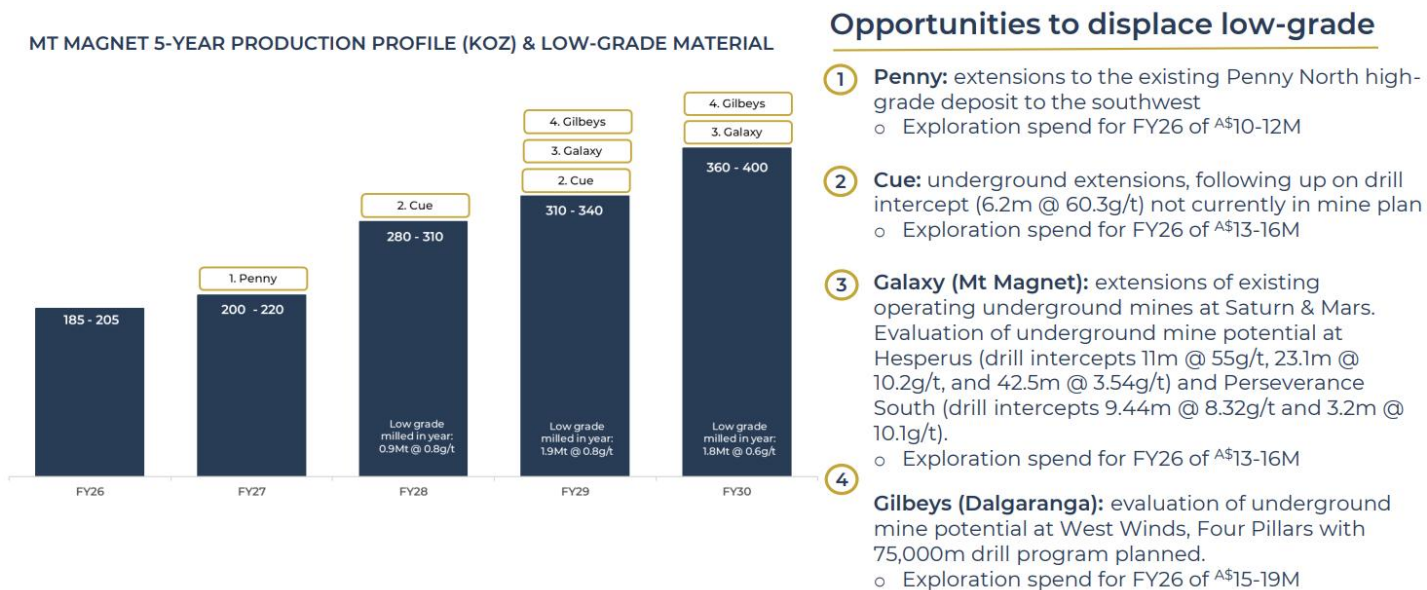 MT MAGNET 5-YEAR PRODUCTION PROFILE (KOZ) & LOW-GRADE MATERIAL
4. Gilbeys
3. Galaxy
360 - 400
4. Gilbeys
3. Galaxy
2. Cue
310 - 340
2. Cue
280 - 310
1. Penny
200 - 220
185 - 205
Low grade
milled in year:
0.9Mt @ 0.8g/t
Low grade
milled in year:
1.9Mt @ 0.8g/t
Low grade
milled in year:
1.8Mt @ 0.6g/t
FY26
FY27
FY28
FY29
FY30
Opportunities to displace low-grade
1
Penny: extensions to the existing Penny North high-
grade deposit to the southwest
o Exploration spend for FY26 of A$10-12M
2
Cue: underground extensions, following up on drill
intercept (6.2m @ 60.3g/t) not currently in mine plan
o Exploration spend for FY26 of A$13-16M
3
Galaxy (Mt Magnet): extensions of existing
operating underground mines at Saturn & Mars.
Evaluation of underground mine potential at
Hesperus (drill intercepts 11m @ 55g/t, 23.1m @
10.2g/t, and 42.5m @ 3.54g/t) and Perseverance
South (drill intercepts 9.44m @ 8.32g/t and 3.2m @
10.1g/t).
o Exploration spend for FY26 of A$13-16M
4
Gilbeys (Dalgaranga): evaluation of underground
mine potential at West Winds, Four Pillars with
75,000m drill program planned.
o Exploration spend for FY26 of A$15-19M